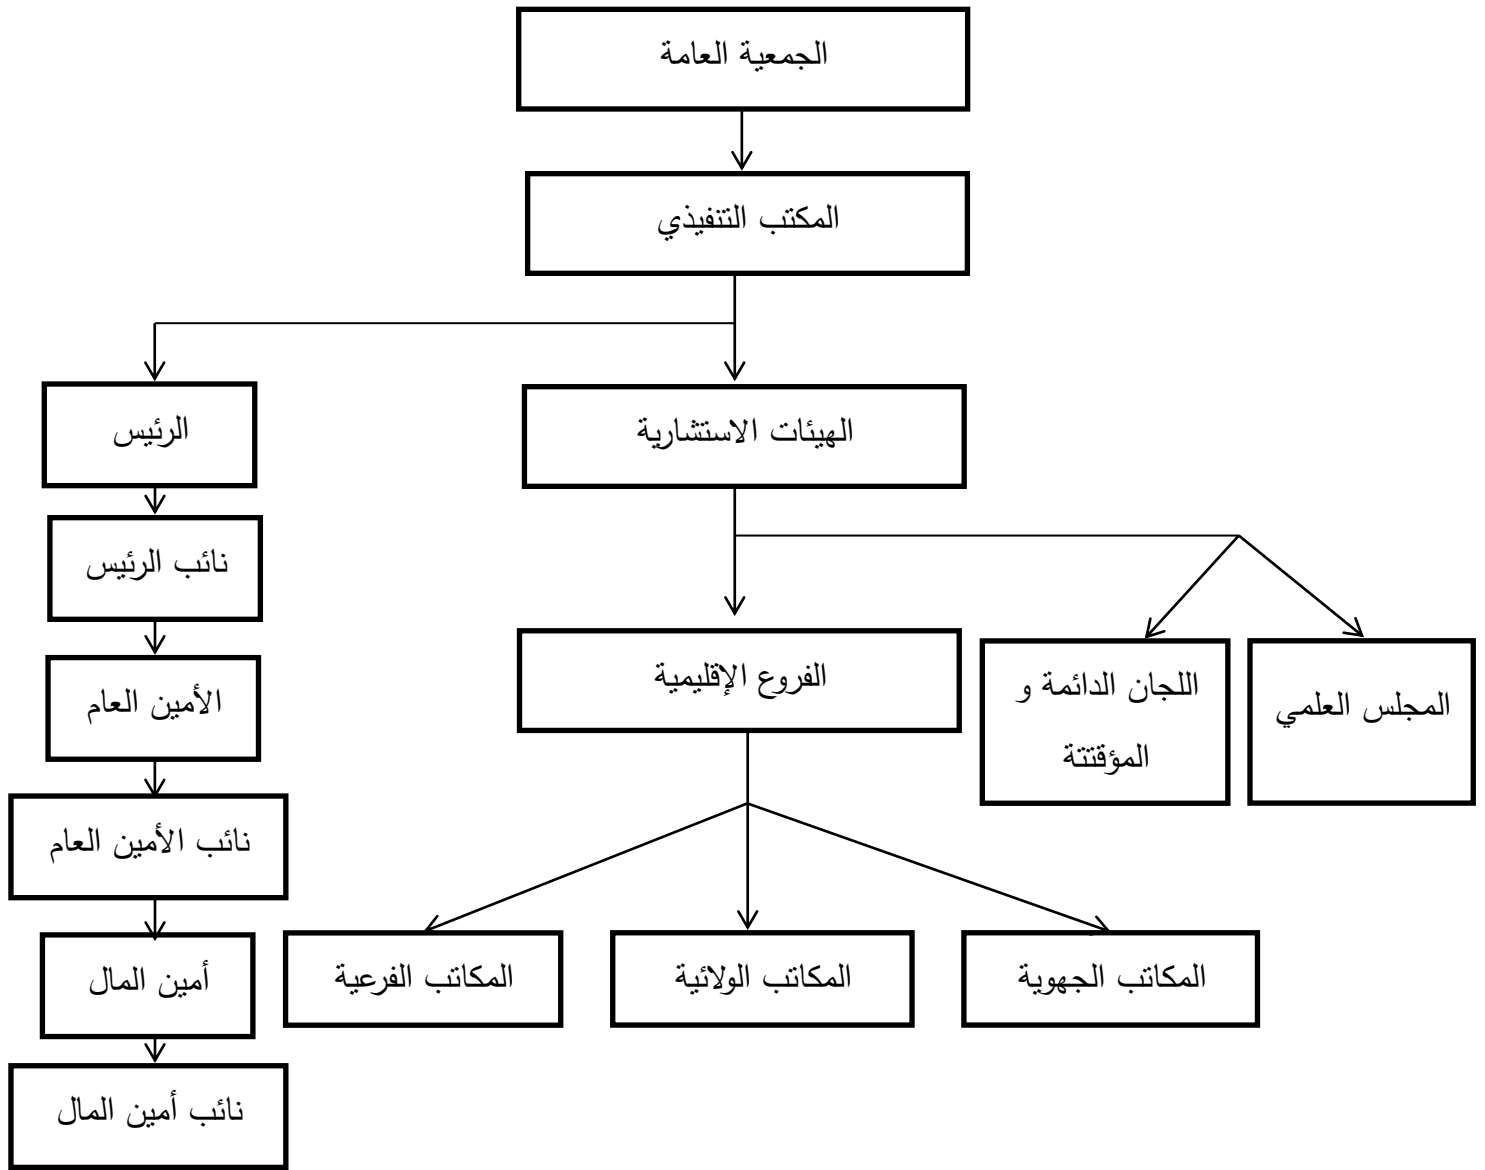 الجمعية العامة
المكتب التنفيذي
الهيئات الاستشارية
الرئيس
نائب الرئيس
الأمين العام
نائب الأمين العام
أمين المال
نائب أمين المال
المجلس العلمي
اللجان الدائمة و
المؤقتتة
الفروع الإقليمية
المكاتب الجهوية
المكاتب الولائية
المكاتب الفرعية